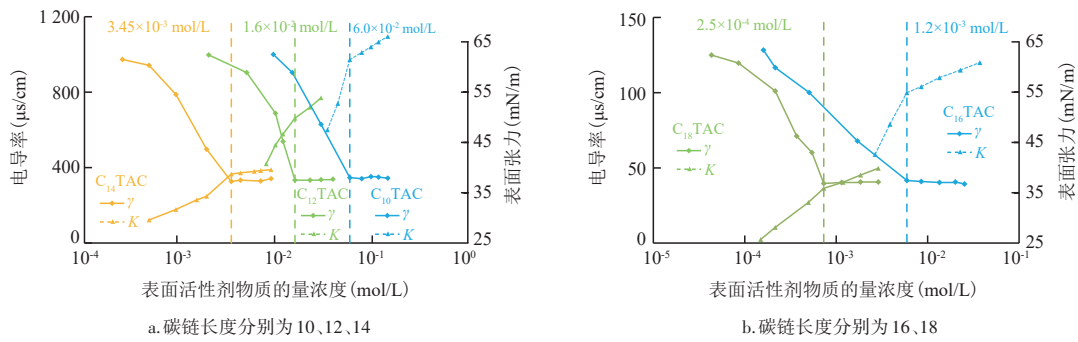 1 200
800
400
0
电导率(μs/cm)
3.45×10⁻³ mol/L
1.6×10⁻² mol/L
6.0×10⁻² mol/L
C₁₄TAC
γ
K
C₁₂TAC
γ
K
C₁₀TAC
γ
K
65
55
45
35
25
表面张力(mN/m)
10⁻⁴
10⁻³
10⁻²
10⁻¹
10⁰
表面活性剂物质的量浓度(mol/L)
a.碳链长度分别为10、12、14
150
100
50
0
电导率(μs/cm)
2.5×10⁻⁴ mol/L
1.2×10⁻³ mol/L
C₁₈TAC
γ
K
C₁₆TAC
γ
K
65
55
45
35
25
表面张力(mN/m)
10⁻⁵
10⁻⁴
10⁻³
10⁻²
10⁻¹
表面活性剂物质的量浓度(mol/L)
b.碳链长度分别为16、18